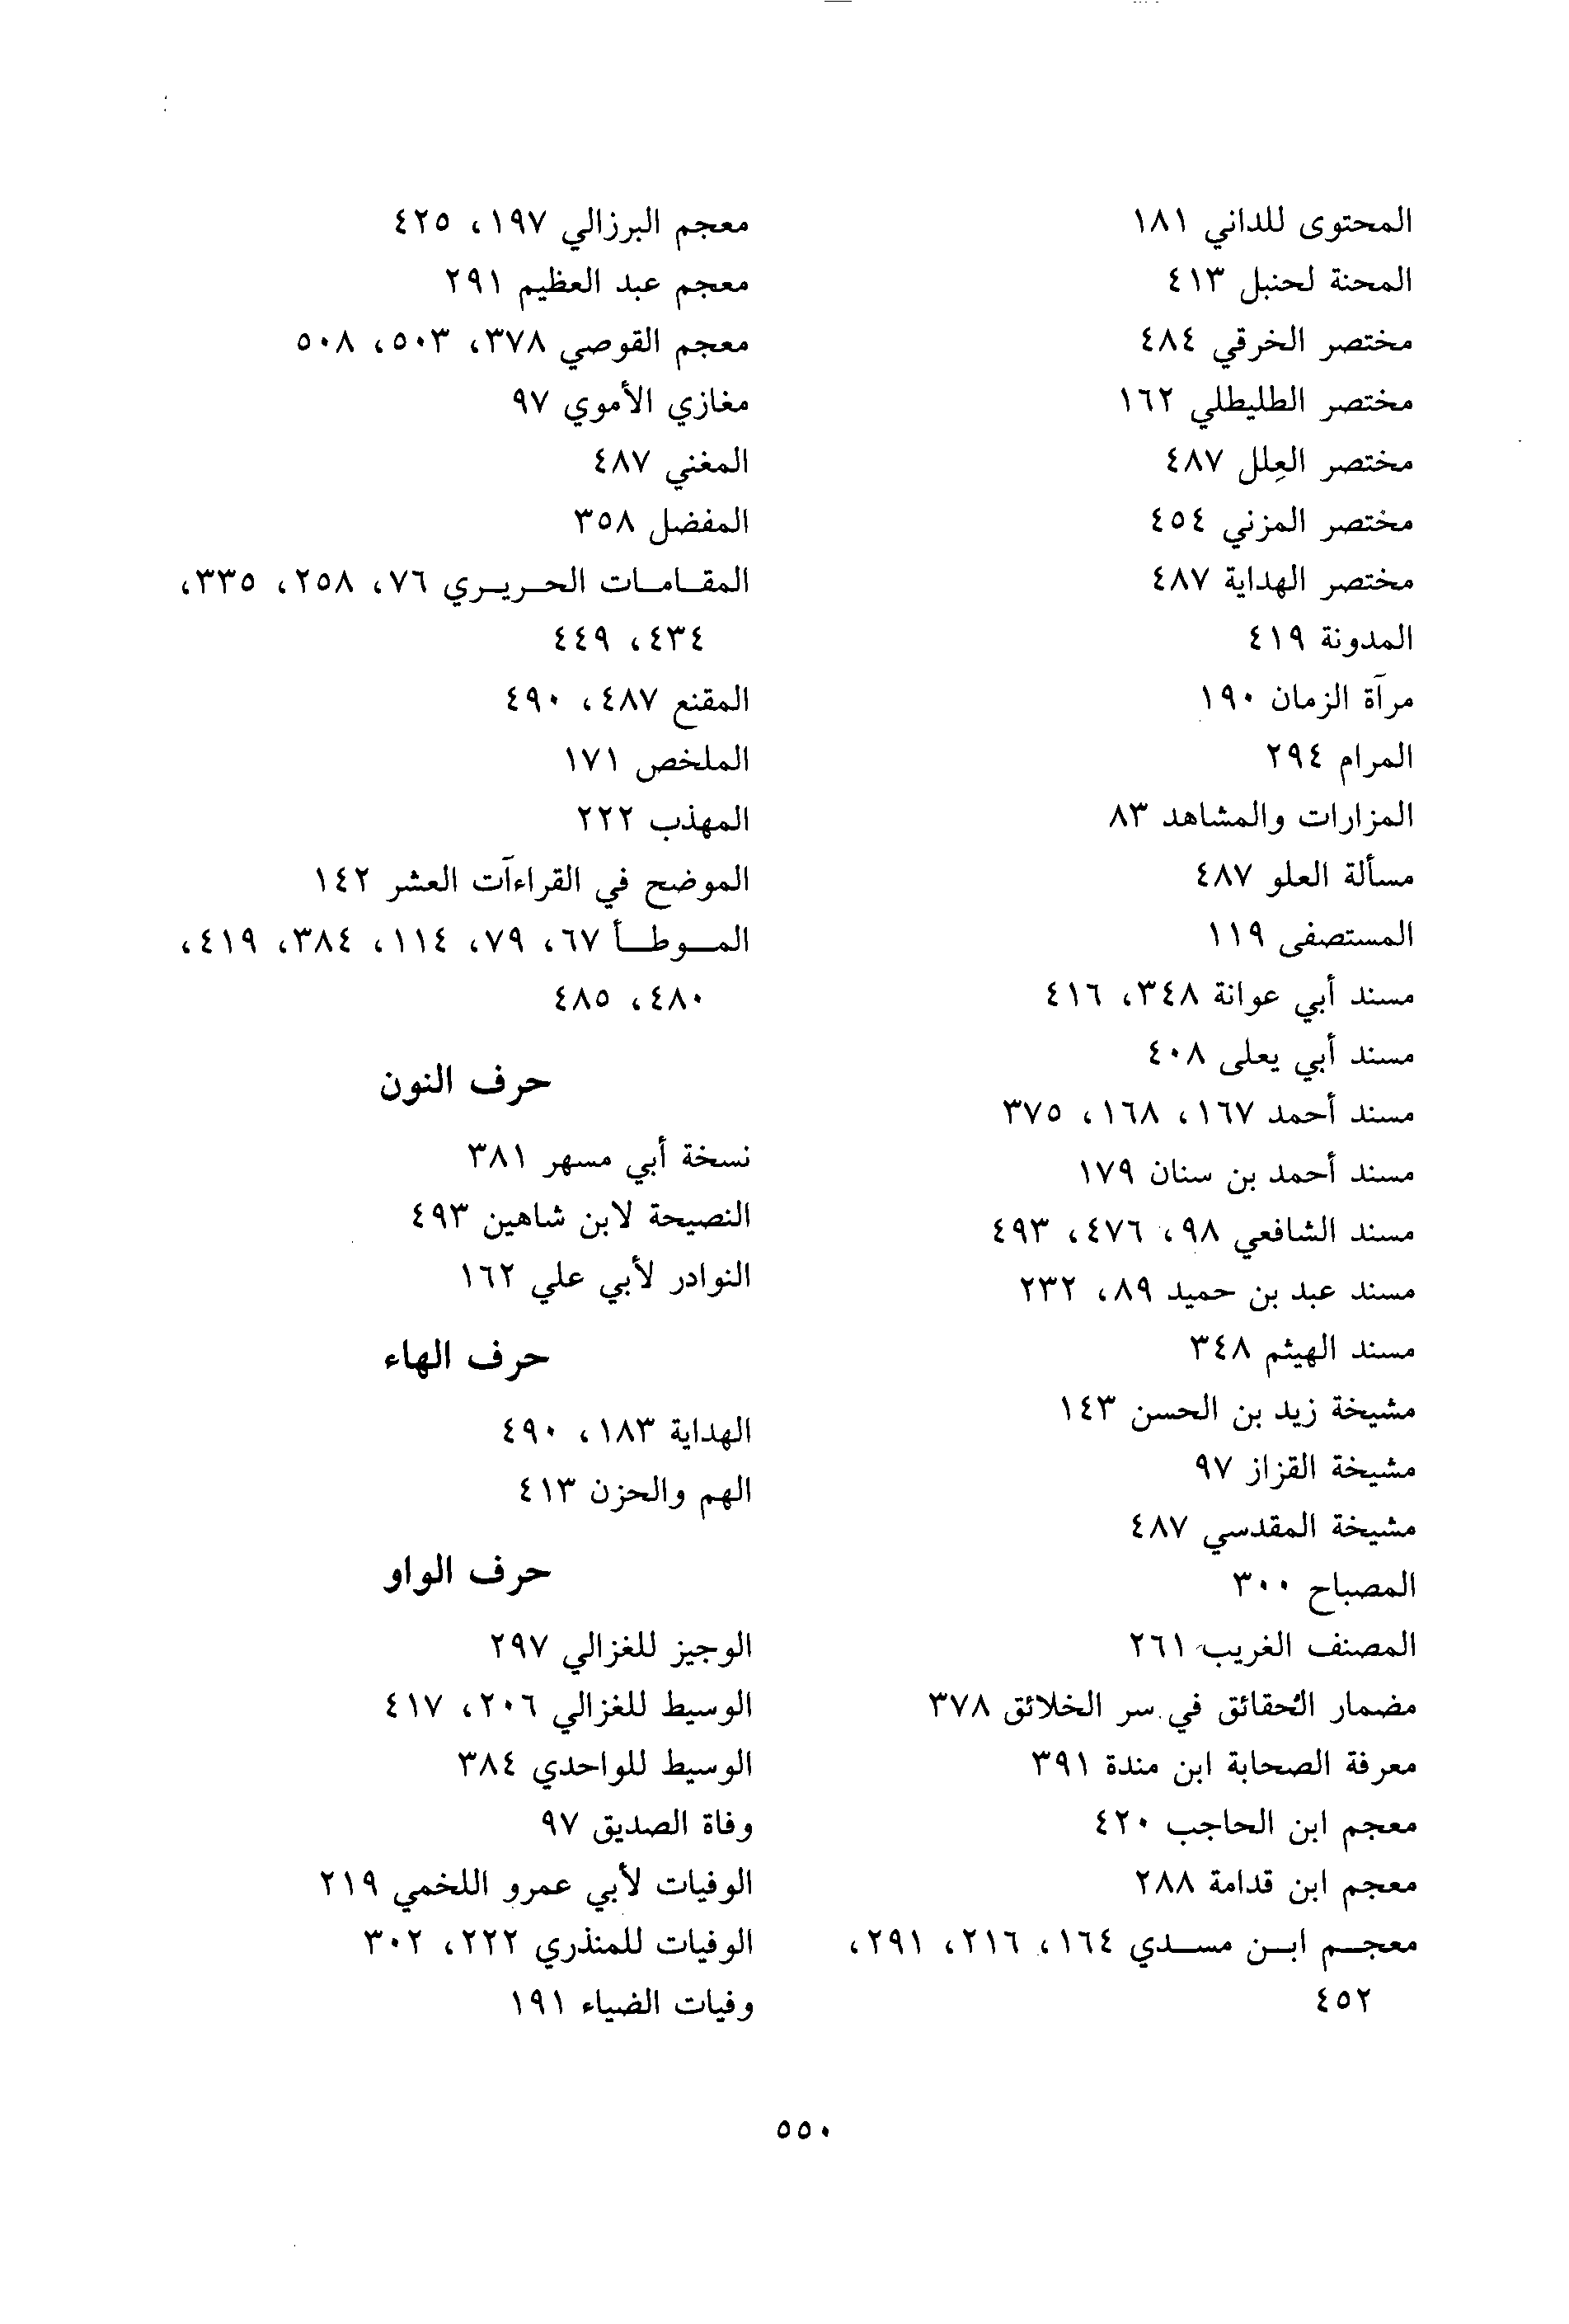 المحتوى للداني ١٨١
المحنة لحنبل ٤١٣
مختصر الخرقي ٤٨٤
مختصر الطليطلي ١٦٢
مختصر العِلل ٤٨٧
مختصر المزني ٤٥٤
مختصر الهداية ٤٨٧
المدونة ٤١٩
مرآة الزمان ١٩٠
المرام ٢٩٤
المزارات والمشاهد ٨٣
مسألة العلو ٤٨٧
المستصفى ١١٩
مسند أبي عوانة ٣٤٨، ٤١٦
مسند أبي يعلى ٤٠٨
مسند أحمد ١٦٧، ١٦٨، ٣٧٥
مسند أحمد بن سنان ١٧٩
مسند الشافعي ٩٨، ٤٧٦، ٤٩٣
مسند عبد بن حميد ٨٩، ٢٣٢
مسند الهيثم ٣٤٨
مشيخة زيد بن الحسن ١٤٣
مشيخة القزاز ٩٧
مشيخة المقدسي ٤٨٧
المصباح ٣٠٠
المصنف الغريب ٢٦١
مضمار الحقائق في سر الخلائق ٣٧٨
معرفة الصحابة ابن مندة ٣٩١
معجم ابن الحاجب ٤٢٠
معجم ابن قدامة ٢٨٨
معجم ابن مسدي ١٦٤، ٢١٦، ٢٩١،
٤٥٢
معجم البرزالي ١٩٧، ٤٢٥
معجم عبد العظيم ٢٩١
معجم القوصي ٣٧٨، ٥٠٣، ٥٠٨
مغازي الأموي ٩٧
المغني ٤٨٧
المفضل ٣٥٨
المقامات الحريري ٧٦، ٢٥٨، ٣٣٥،
٤٣٤، ٤٤٩
المقنع ٤٨٧، ٤٩٠
الملخص ١٧١
المهذب ٢٢٢
الموضح في القراءآت العشر ١٤٢
الموطأ ٦٧، ٧٩، ١١٤، ٣٨٤، ٤١٩،
٤٨٠، ٤٨٥
حرف النون
نسخة أبي مسهر ٣٨١
النصيحة لابن شاهين ٤٩٣
النوادر لأبي علي ١٦٢
حرف الهاء
الهداية ١٨٣، ٤٩٠
الهم والحزن ٤١٣
حرف الواو
الوجيز للغزالي ٢٩٧
الوسيط للغزالي ٢٠٦، ٤١٧
الوسيط للواحدي ٣٨٤
وفاة الصديق ٩٧
الوفيات لأبي عمرو اللخمي ٢١٩
الوفيات للمنذري ٢٢٢، ٣٠٢
وفيات الضياء ١٩١
٥٥٠